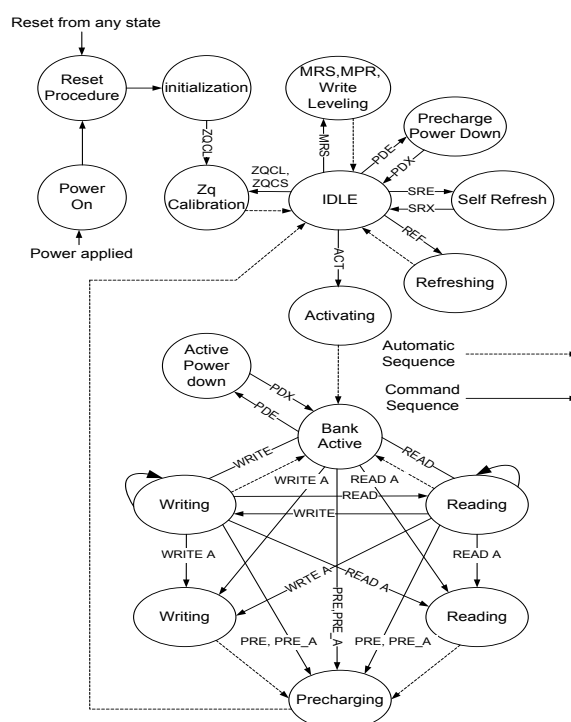 Reset from any state
Reset
Procedure
initialization
MRS,MPR,
Write
Leveling
Precharge
Power Down
ZQCL
MRS
PDE
PDX
Power
On
Zq
Calibration
ZQCL,
ZQCS
IDLE
SRE
SRX
Self Refresh
Power applied
REF
Refreshing
ACT
Activating
Automatic
Sequence
Command
Sequence
Active
Power
down
PDX
PDE
Bank
Active
WRITE
READ
WRITE A
READ A
Writing
READ
WRITE
Reading
WRITE A
READ A
WRTE A
READ A
Writing
Reading
PRE,PRE_A
PRE, PRE_A
PRE, PRE_A
Precharging